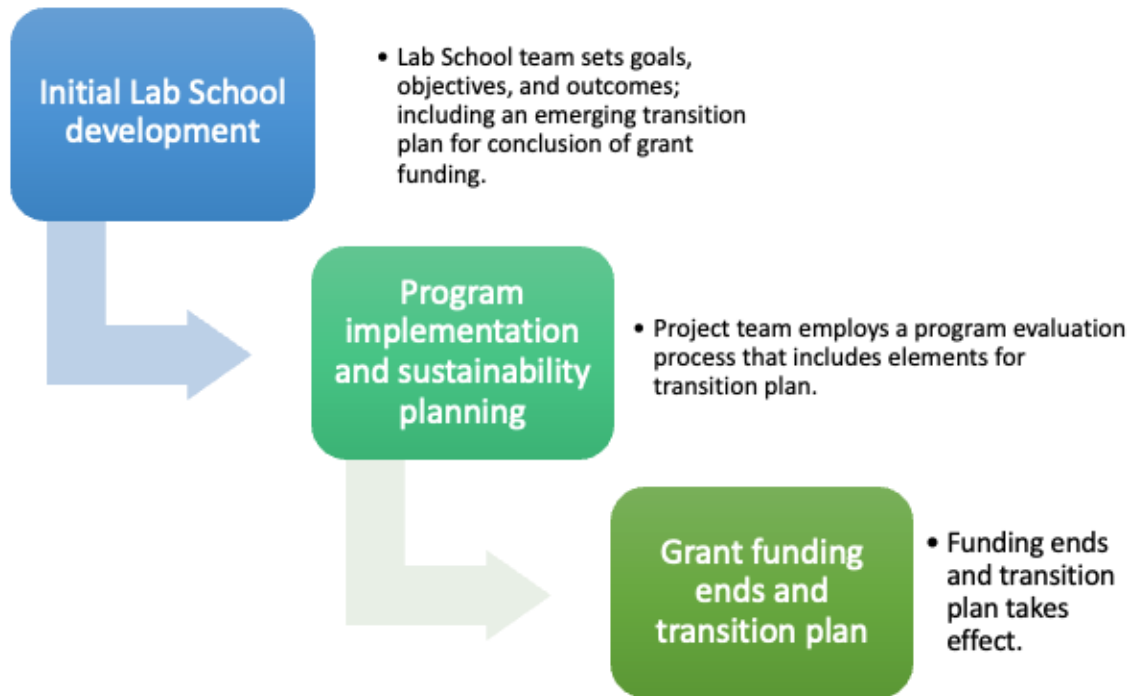 Initial Lab School
development
• Lab School team sets goals,
objectives, and outcomes;
including an emerging transition
plan for conclusion of grant
funding.
Program
implementation
and sustainability
planning
• Project team employs a program evaluation
process that includes elements for
transition plan.
Grant funding
ends and
transition plan
• Funding ends
and transition
plan takes
effect.